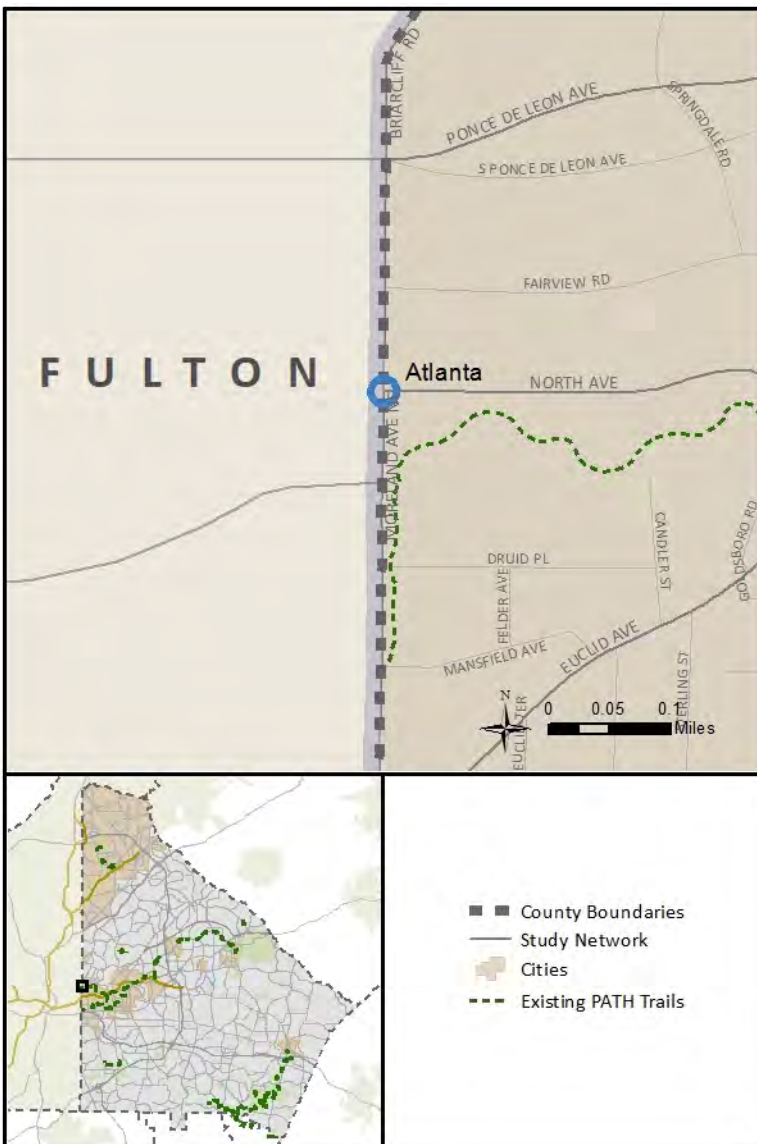 BRIARCLIFF RD
PONCE DE LEON AVE
SPRINGDALE RD
S PONCE DE LEON AVE
FAIRVIEW RD
FULTON
Atlanta
NORTH AVE
MORELAND AVE
CANDLER ST
GOLDSBORO RD
DRUID PL
FELDER AVE
EUCLID AVE
MANSFIELD AVE
N
0 0.05 0.1
Miles
County Boundaries
Study Network
Cities
Existing PATH Trails